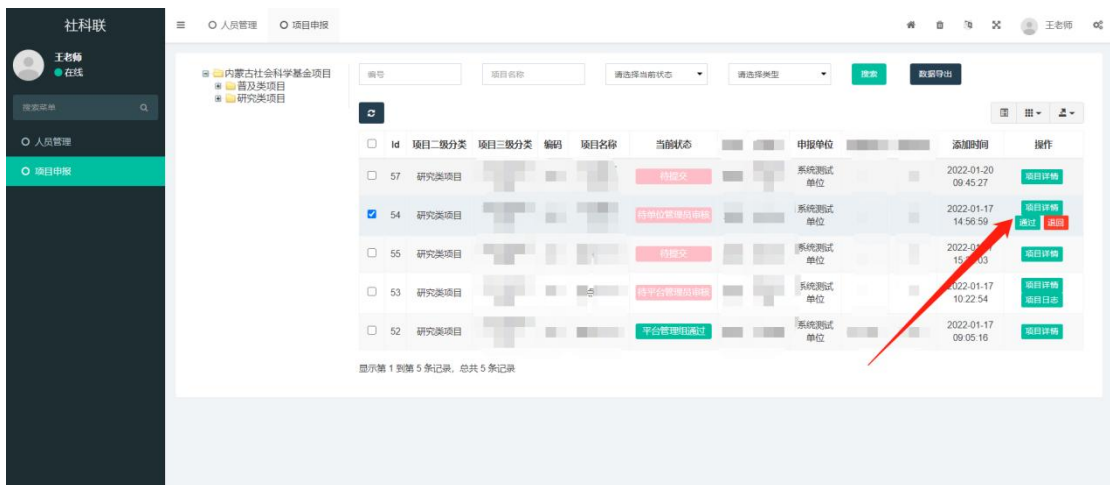 社科联
人员管理 项目申报 王老师
王老师
在线
搜索菜单
人员管理
项目申报
内蒙古社会科学基金项目
普及类项目
研究类项目
编号 项目名称 请选择当前状态 请选择类型 搜索 数据导出
Id 项目二级分类 项目三级分类 编码 项目名称 当前状态 申报单位 添加时间 操作
57 研究类项目 待提交 系统测试单位 2022-01-20 09:45:27 项目详情
54 研究类项目 待单位管理员审核 系统测试单位 2022-01-17 14:56:59 项目详情 通过 退回
55 研究类项目 待提交 系统测试单位 项目详情
53 研究类项目 待平台管理员审核 系统测试单位 2022-01-17 10:22:54 项目详情 项目日志
52 研究类项目 平台管理组通过 系统测试单位 2022-01-17 09:05:16 项目详情
显示第 1 到第 5 条记录，总共 5 条记录